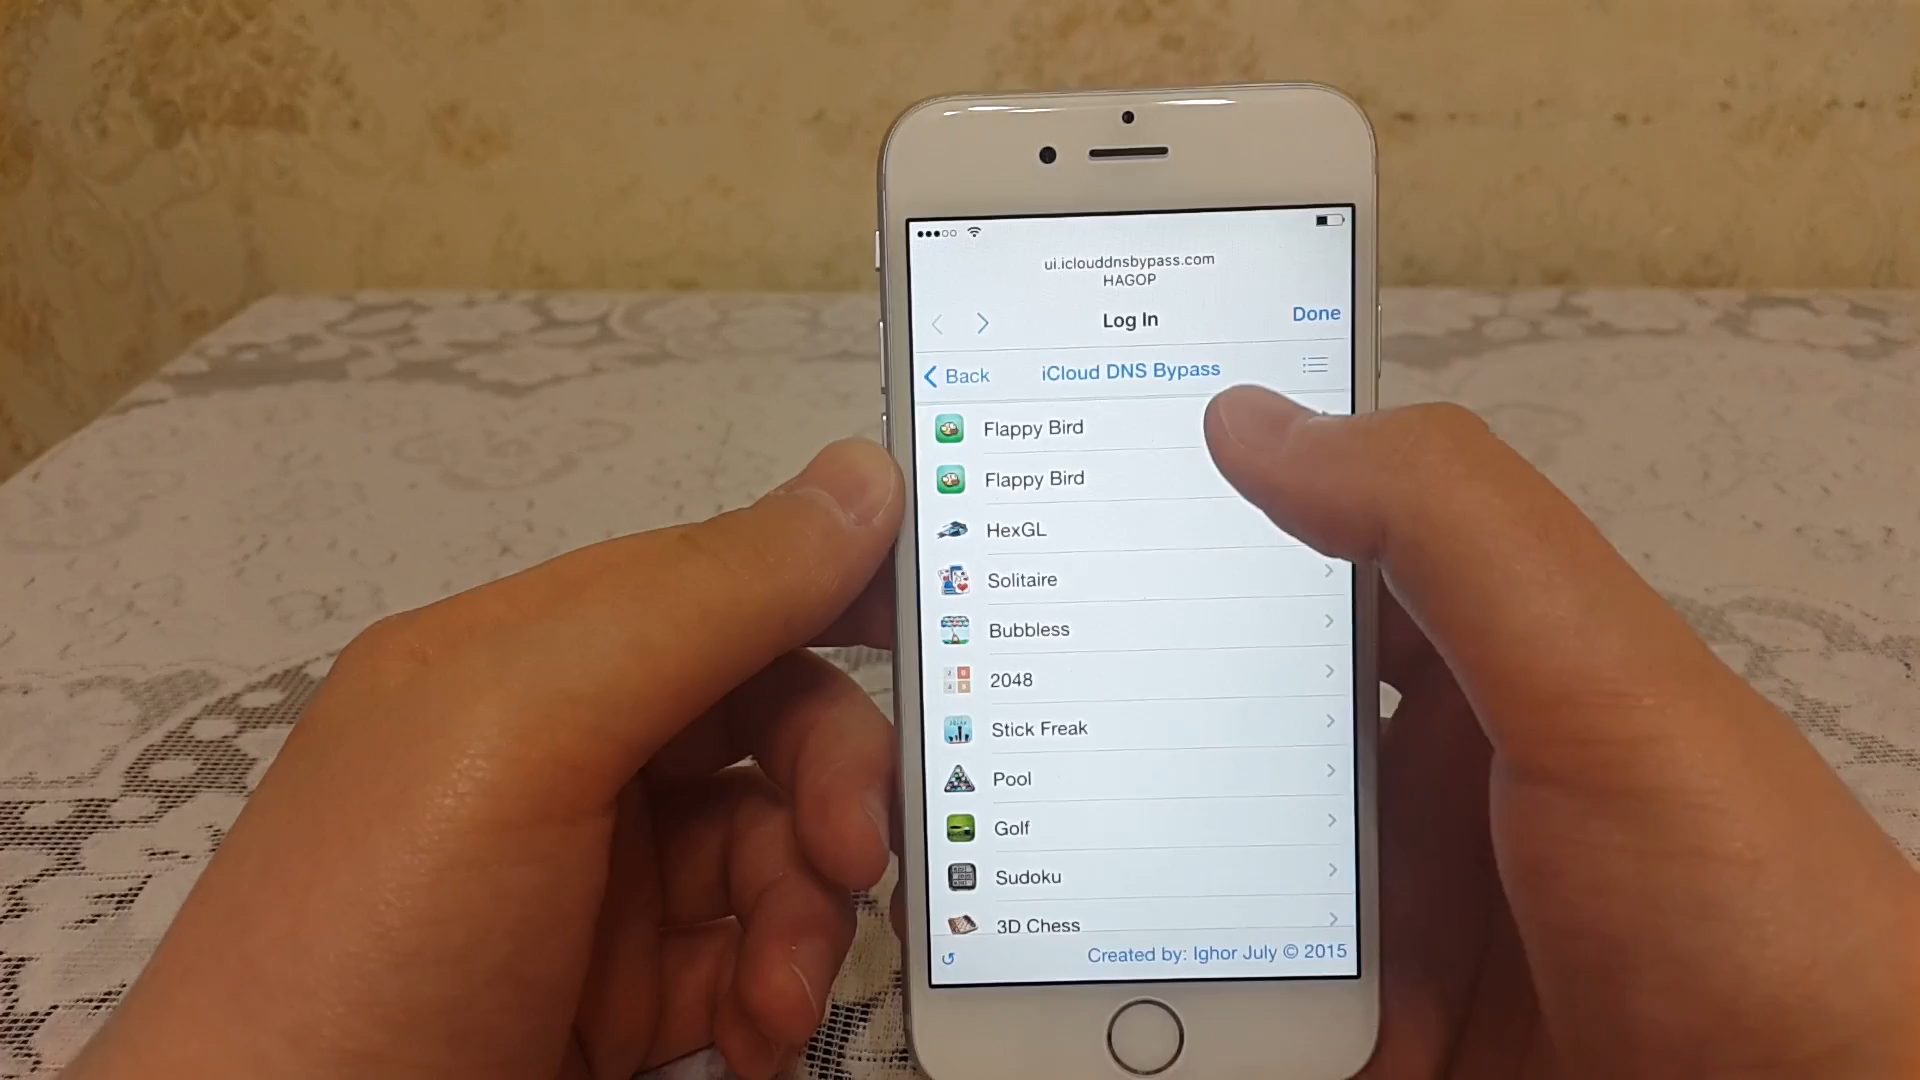 ui.iclouddnsbypass.com
HAGOP
Log In
Done
Back
iCloud DNS Bypass
Flappy Bird
Flappy Bird
HexGL
Solitaire
Bubbless
2048
Stick Freak
Pool
Golf
Sudoku
3D Chess
Created by: Ighor July © 2015